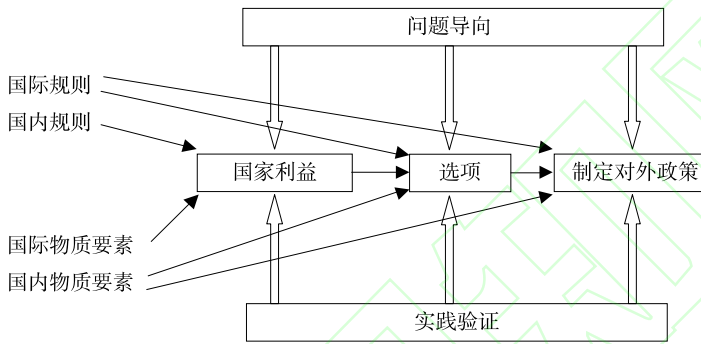 问题导向
国际规则
国内规则
国家利益
选项
制定对外政策
国际物质要素
国内物质要素
实践验证